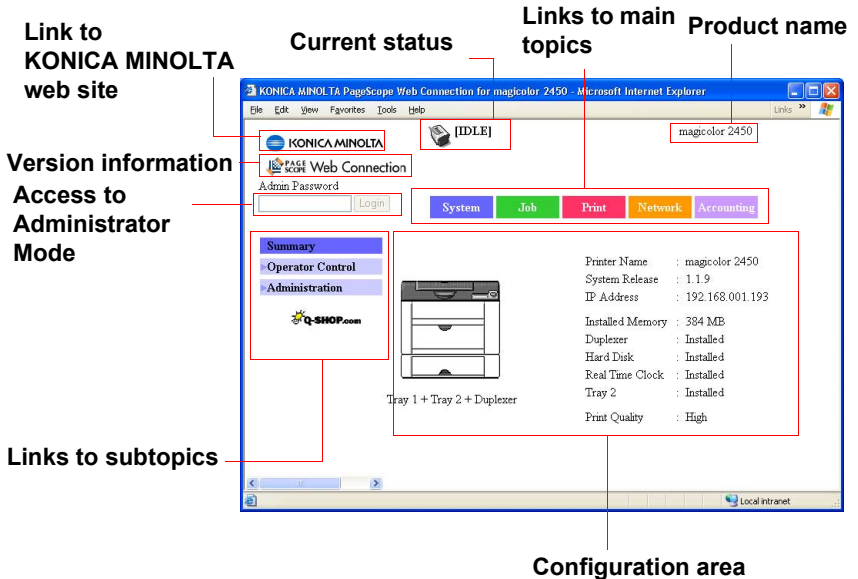 Link to
KONICA MINOLTA
web site
Current status
Links to main
topics
Product name
KONICA MINOLTA PageScope Web Connection for magicolor 2450 - Microsoft Internet Explorer
File Edit View Favorites Tools Help
Links »
KONICA MINOLTA
[IDLE]
magicolor 2450
Version information
PAGE SCOPE Web Connection
Access to
Administrator
Mode
Admin Password
Login
System Job Print Network Accounting
Summary
Operator Control
Administration
Q-SHOP.com
Printer Name : magicolor 2450
System Release : 1.1.9
IP Address : 192.168.001.193
Installed Memory : 384 MB
Duplexer : Installed
Hard Disk : Installed
Real Time Clock : Installed
Tray 2 : Installed
Print Quality : High
Tray 1 + Tray 2 + Duplexer
Links to subtopics
Local intranet
Configuration area